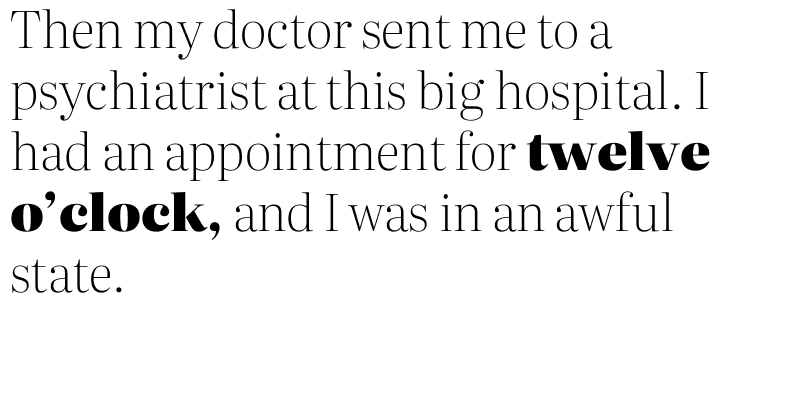 Then my doctor sent me to a
psychiatrist at this big hospital. I
had an appointment for twelve
o’clock, and I was in an awful
state.